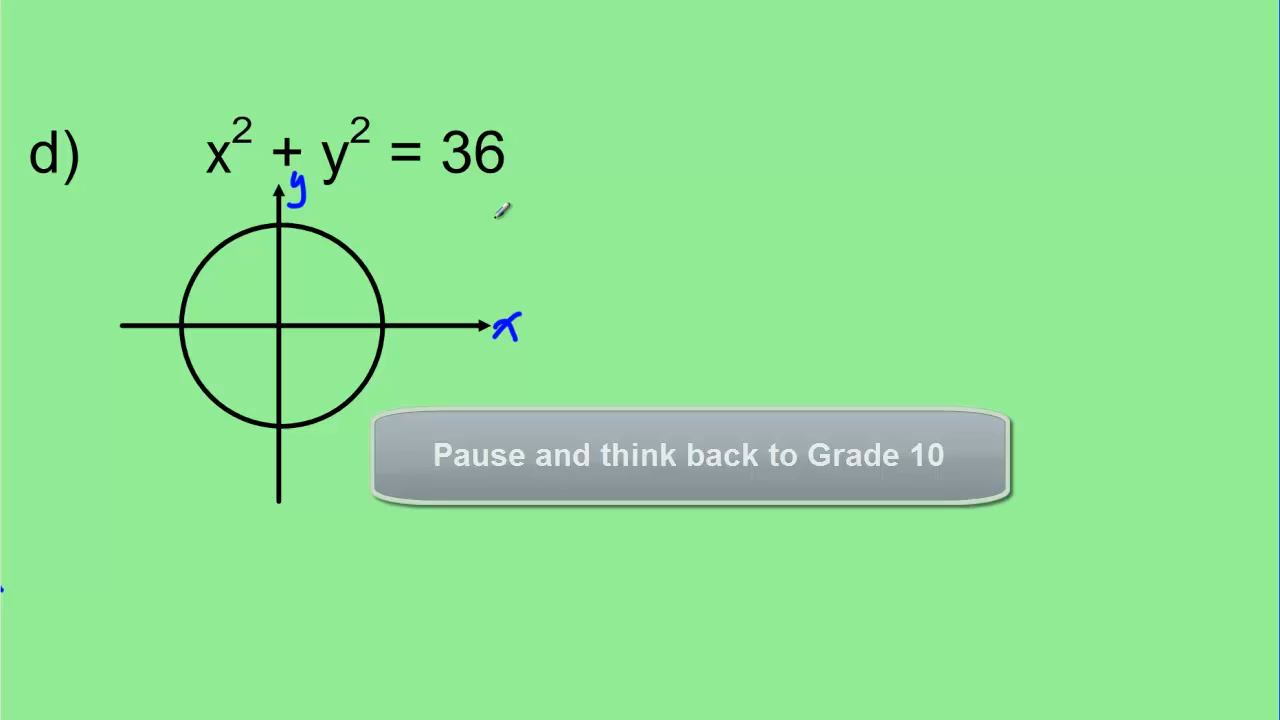 d) x² + y² = 36
y
x
Pause and think back to Grade 10